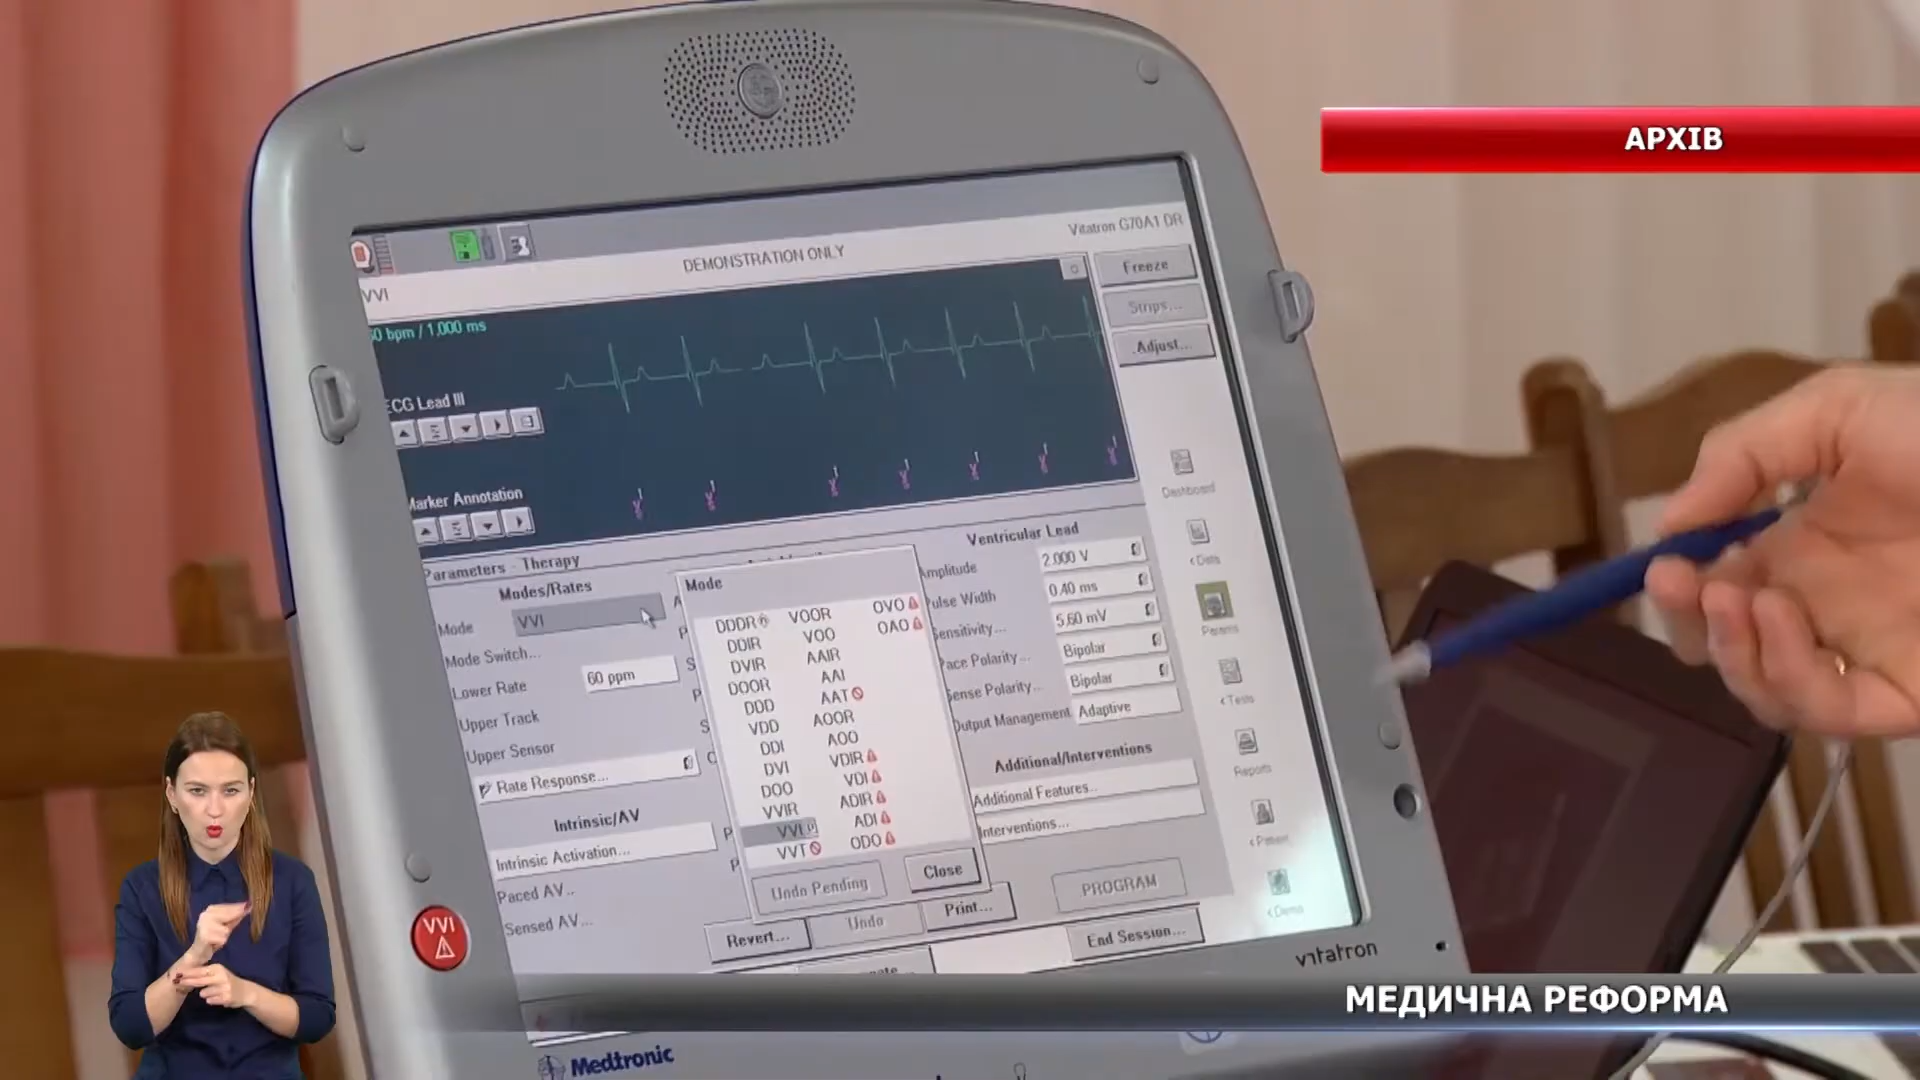 АРХІВ
Vitatron G70A1 DR
DEMONSTRATION ONLY
VVI
Freeze
Strips...
Adjust...
60 bpm / 1,000 ms
ECG Lead III
Marker Annotation
Dashboard
< Data
Params
< Tests
Reports
< Patient
< Demo
Parameters - Therapy
Modes/Rates
Mode
VVI
Mode Switch...
Lower Rate
60 ppm
Upper Track
Upper Sensor
Rate Response...
Intrinsic/AV
Intrinsic Activation...
Paced AV...
Sensed AV...
Mode
DDDR VOOR OVO
DDIR VOO OAO
DVIR AAIR
DOOR AAI
DDD AAT
VDD AOOR
DDI AOO
DVI VDIR
DOO VDI
VVIR ADIR
VVI ADI
VVT ODO
Undo Pending
Close
Ventricular Lead
Amplitude 2.000 V
Pulse Width 0.40 ms
Sensitivity... 5.60 mV
Pace Polarity... Bipolar
Sense Polarity... Bipolar
Output Management Adaptive
Additional/Interventions
Additional Features...
Interventions...
Revert...
Undo
Print...
PROGRAM
End Session...
VVI
vitatron
МЕДИЧНА РЕФОРМА
Medtronic